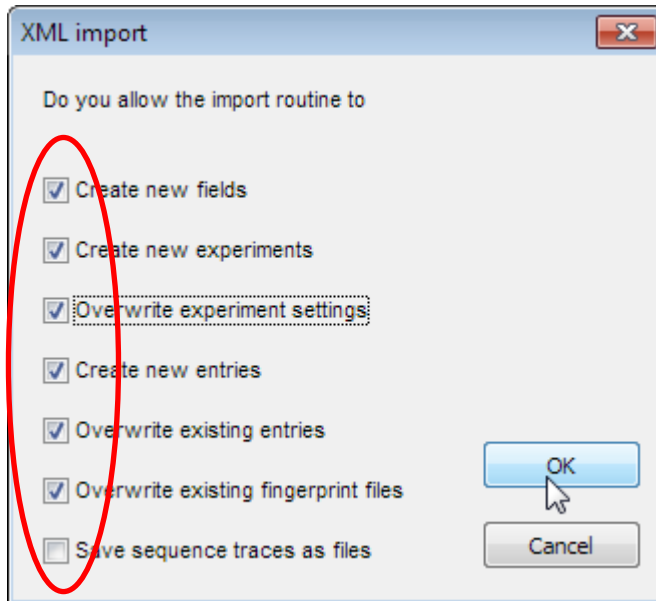 XML import
Do you allow the import routine to
Create new fields
Create new experiments
Overwrite experiment settings
Create new entries
Overwrite existing entries
Overwrite existing fingerprint files
Save sequence traces as files
OK
Cancel